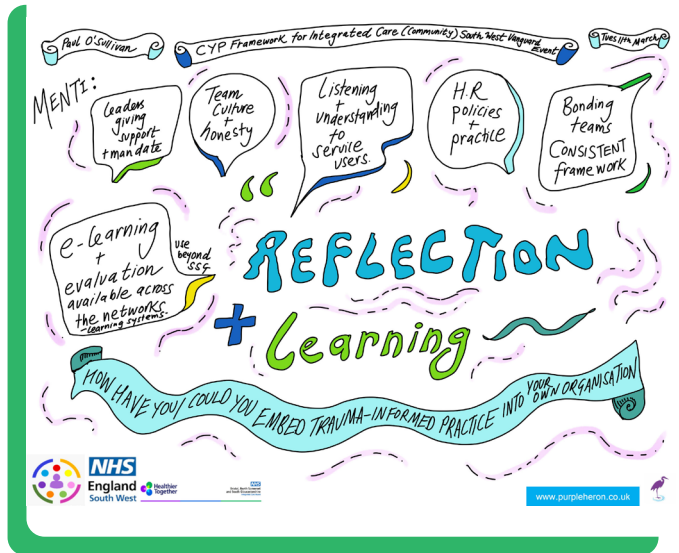 Paul O'Sullivan
CYP Framework for Integrated Care (Community) South West Vanguard
Event
Tues 11th March
MENTI:
Leaders
giving
support
+ mandate
Team
Culture
+
honesty
Listening
+
understanding
to
service
users.
H.R
policies
+
practice
Bonding
teams
CONSISTENT
framework
e-learning
+
evaluation
available across
the networks
-learning systems-
use
beyond
SSG
“
REFLECTION
+ Learning
HOW HAVE YOU/ COULD YOU EMBED TRAUMA-INFORMED PRACTICE INTO YOUR OWN ORGANISATION
NHS
England
South West
Healthier
Together
NHS
www.purpleheron.co.uk